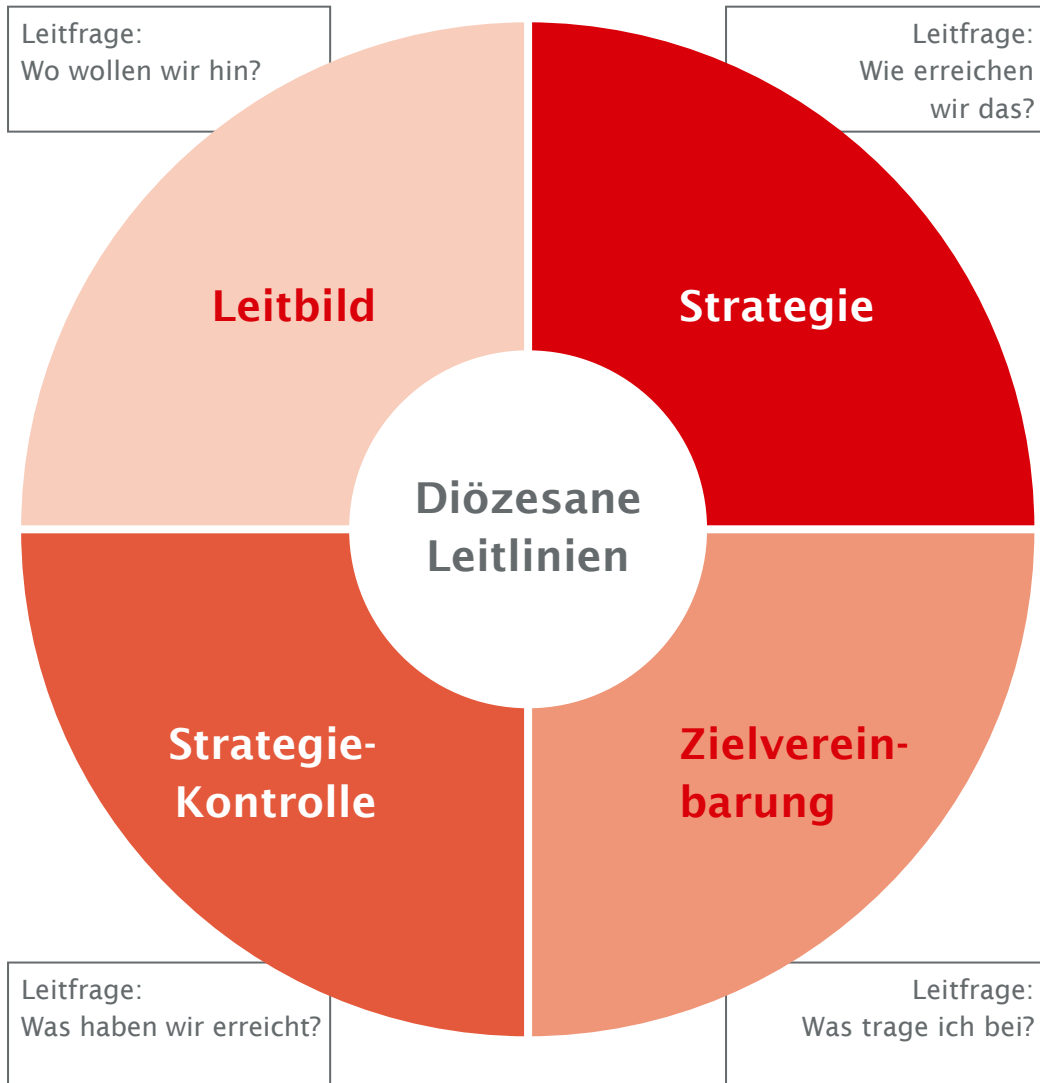 Leitfrage:
Wo wollen wir hin?
Leitfrage:
Wie erreichen
wir das?
Leitbild
Strategie
Diözesane
Leitlinien
Strategie-
Kontrolle
Zielverein-
barung
Leitfrage:
Was haben wir erreicht?
Leitfrage:
Was trage ich bei?